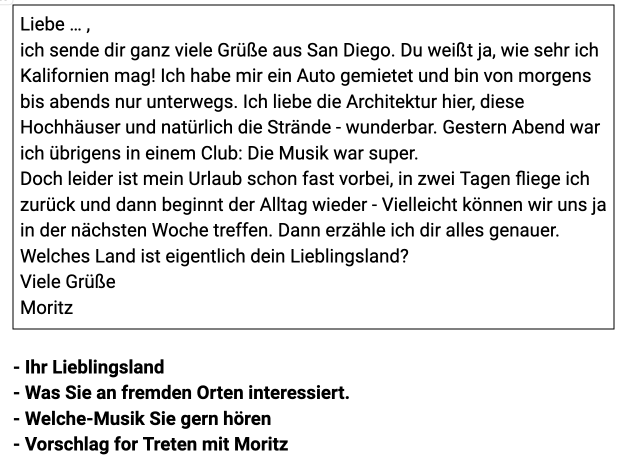 Liebe ... ,
ich sende dir ganz viele Grüße aus San Diego. Du weißt ja, wie sehr ich
Kalifornien mag! Ich habe mir ein Auto gemietet und bin von morgens
bis abends nur unterwegs. Ich liebe die Architektur hier, diese
Hochhäuser und natürlich die Strände - wunderbar. Gestern Abend war
ich übrigens in einem Club: Die Musik war super.
Doch leider ist mein Urlaub schon fast vorbei, in zwei Tagen fliege ich
zurück und dann beginnt der Alltag wieder - Vielleicht können wir uns ja
in der nächsten Woche treffen. Dann erzähle ich dir alles genauer.
Welches Land ist eigentlich dein Lieblingsland?
Viele Grüße
Moritz
- Ihr Lieblingsland
- Was Sie an fremden Orten interessiert.
- Welche-Musik Sie gern hören
- Vorschlag for Treten mit Moritz